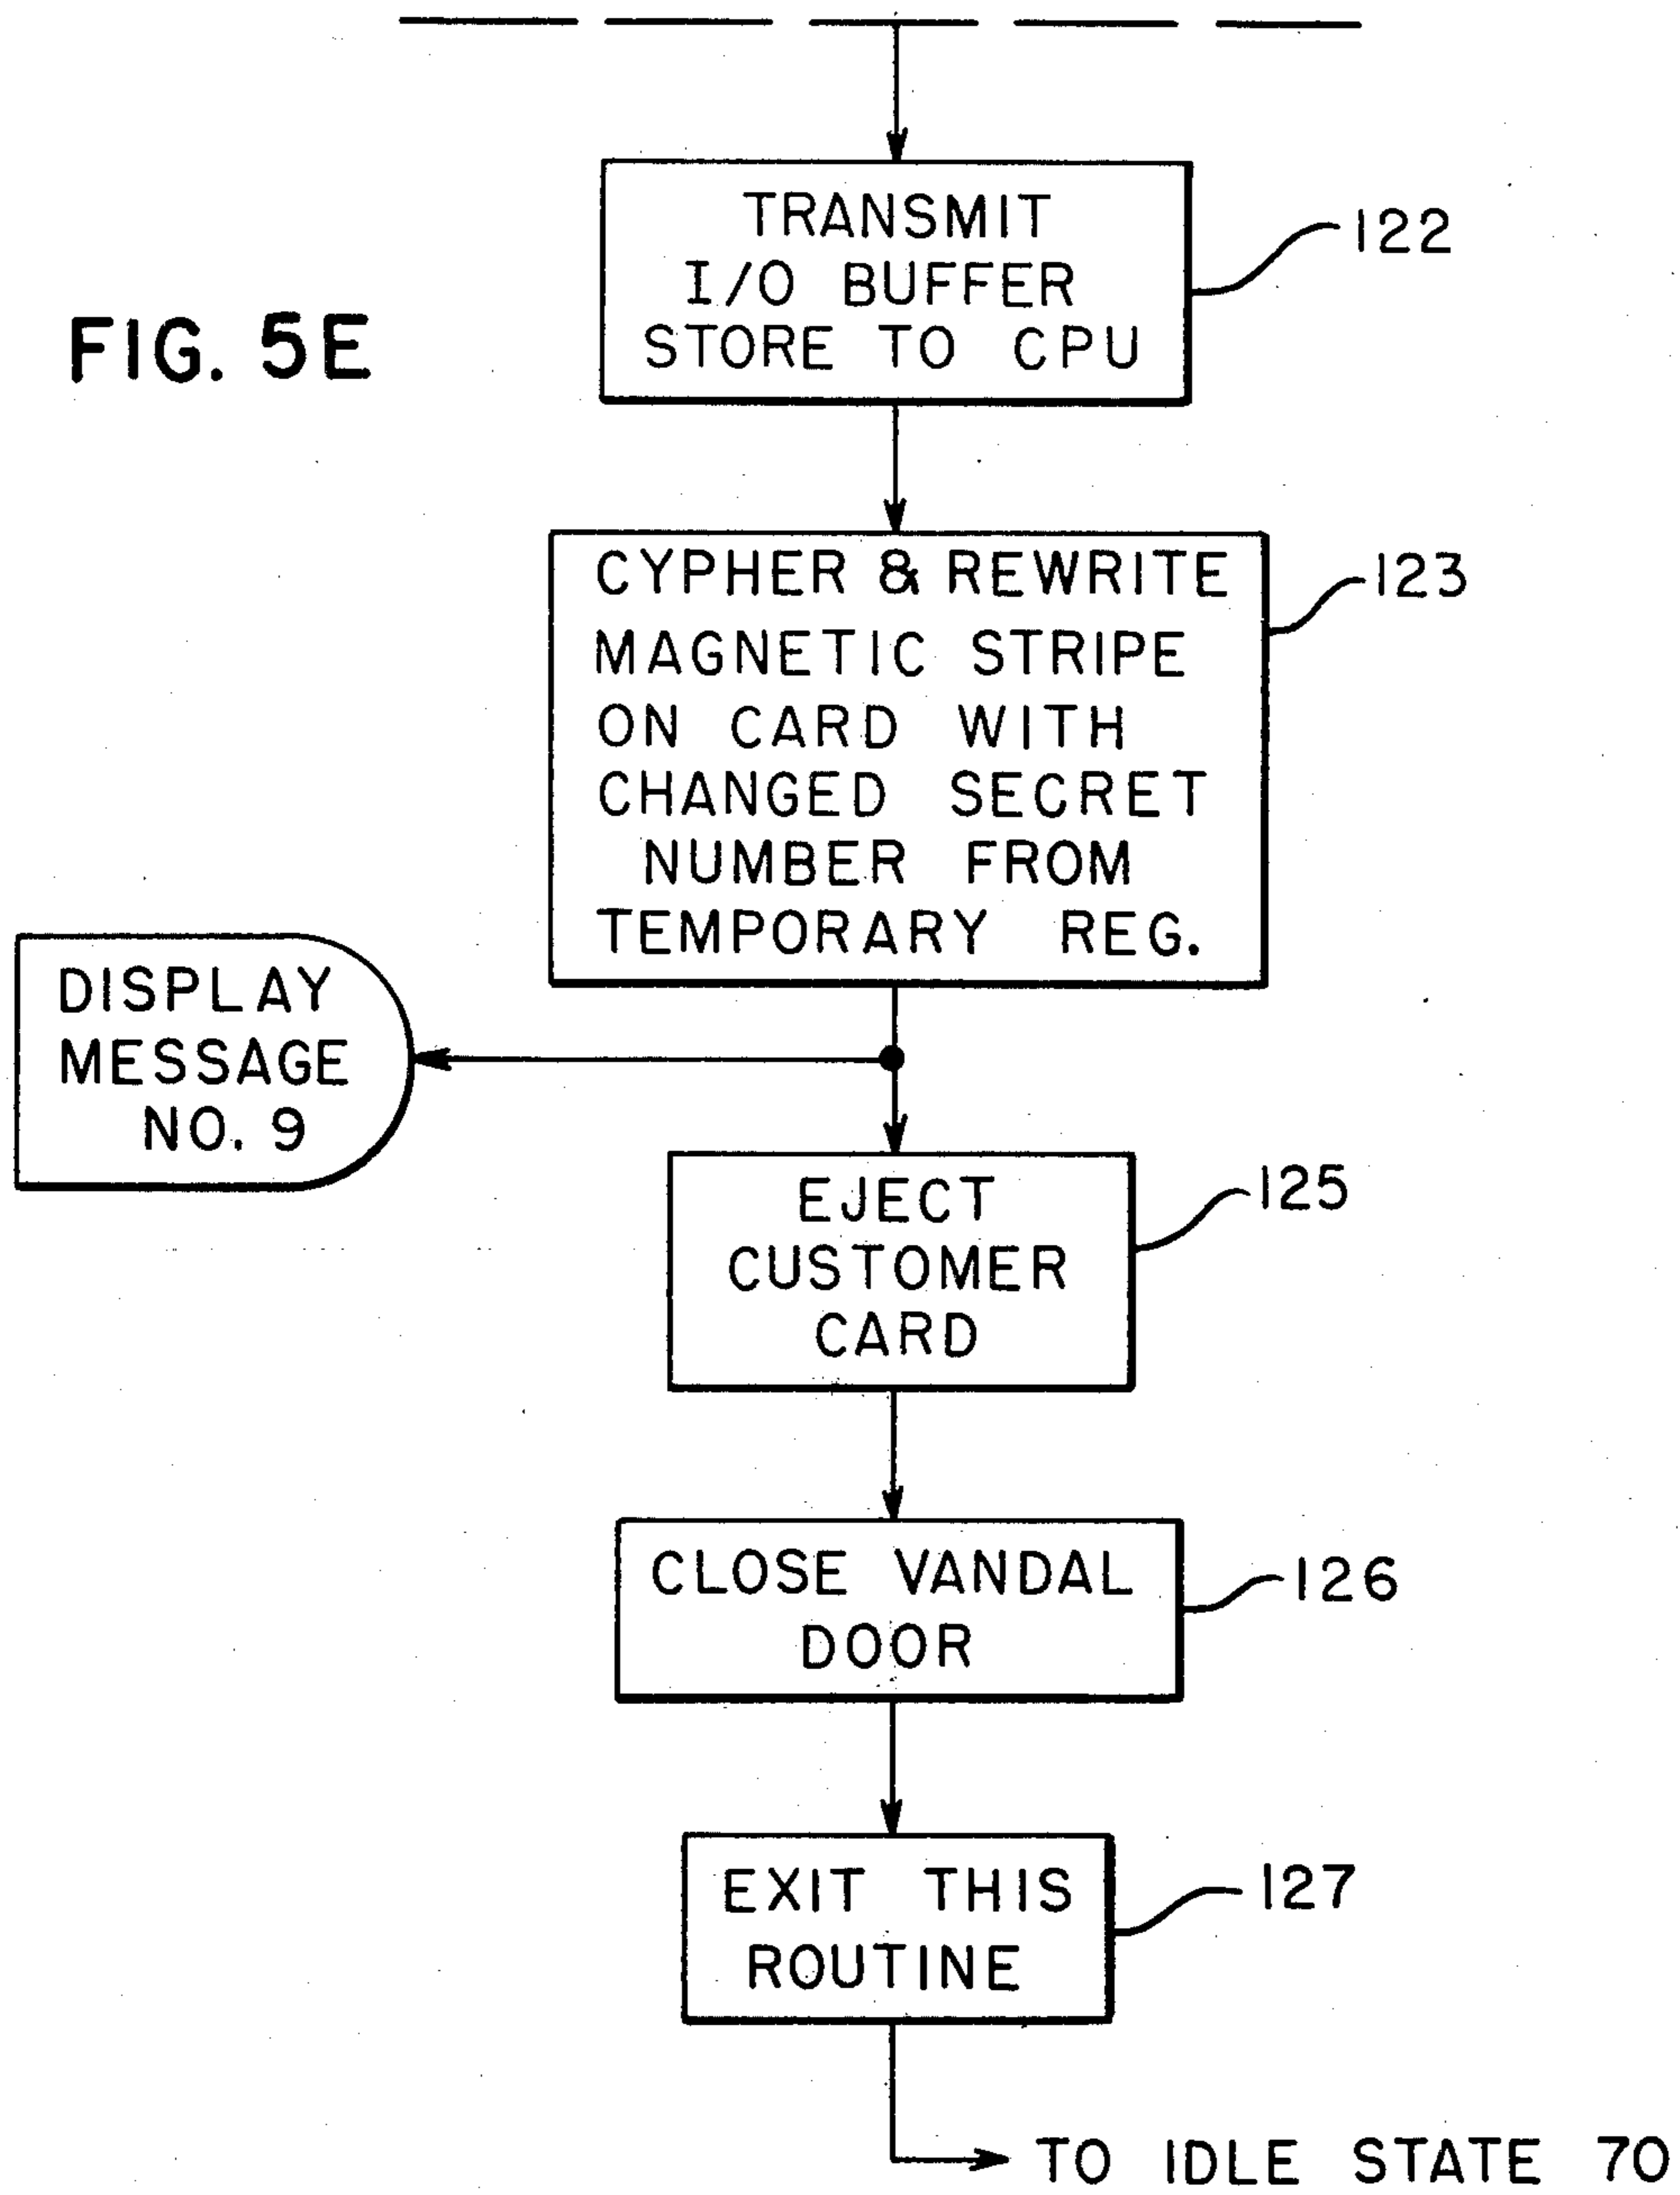 TRANSMIT
I/O BUFFER
STORE TO CPU
122
FIG. 5E
CYPHER & REWRITE
MAGNETIC STRIPE
ON CARD WITH
CHANGED SECRET
NUMBER FROM
TEMPORARY REG.
123
DISPLAY
MESSAGE
NO. 9
EJECT
CUSTOMER
CARD
125
CLOSE VANDAL
DOOR
126
EXIT THIS
ROUTINE
127
TO IDLE STATE 70